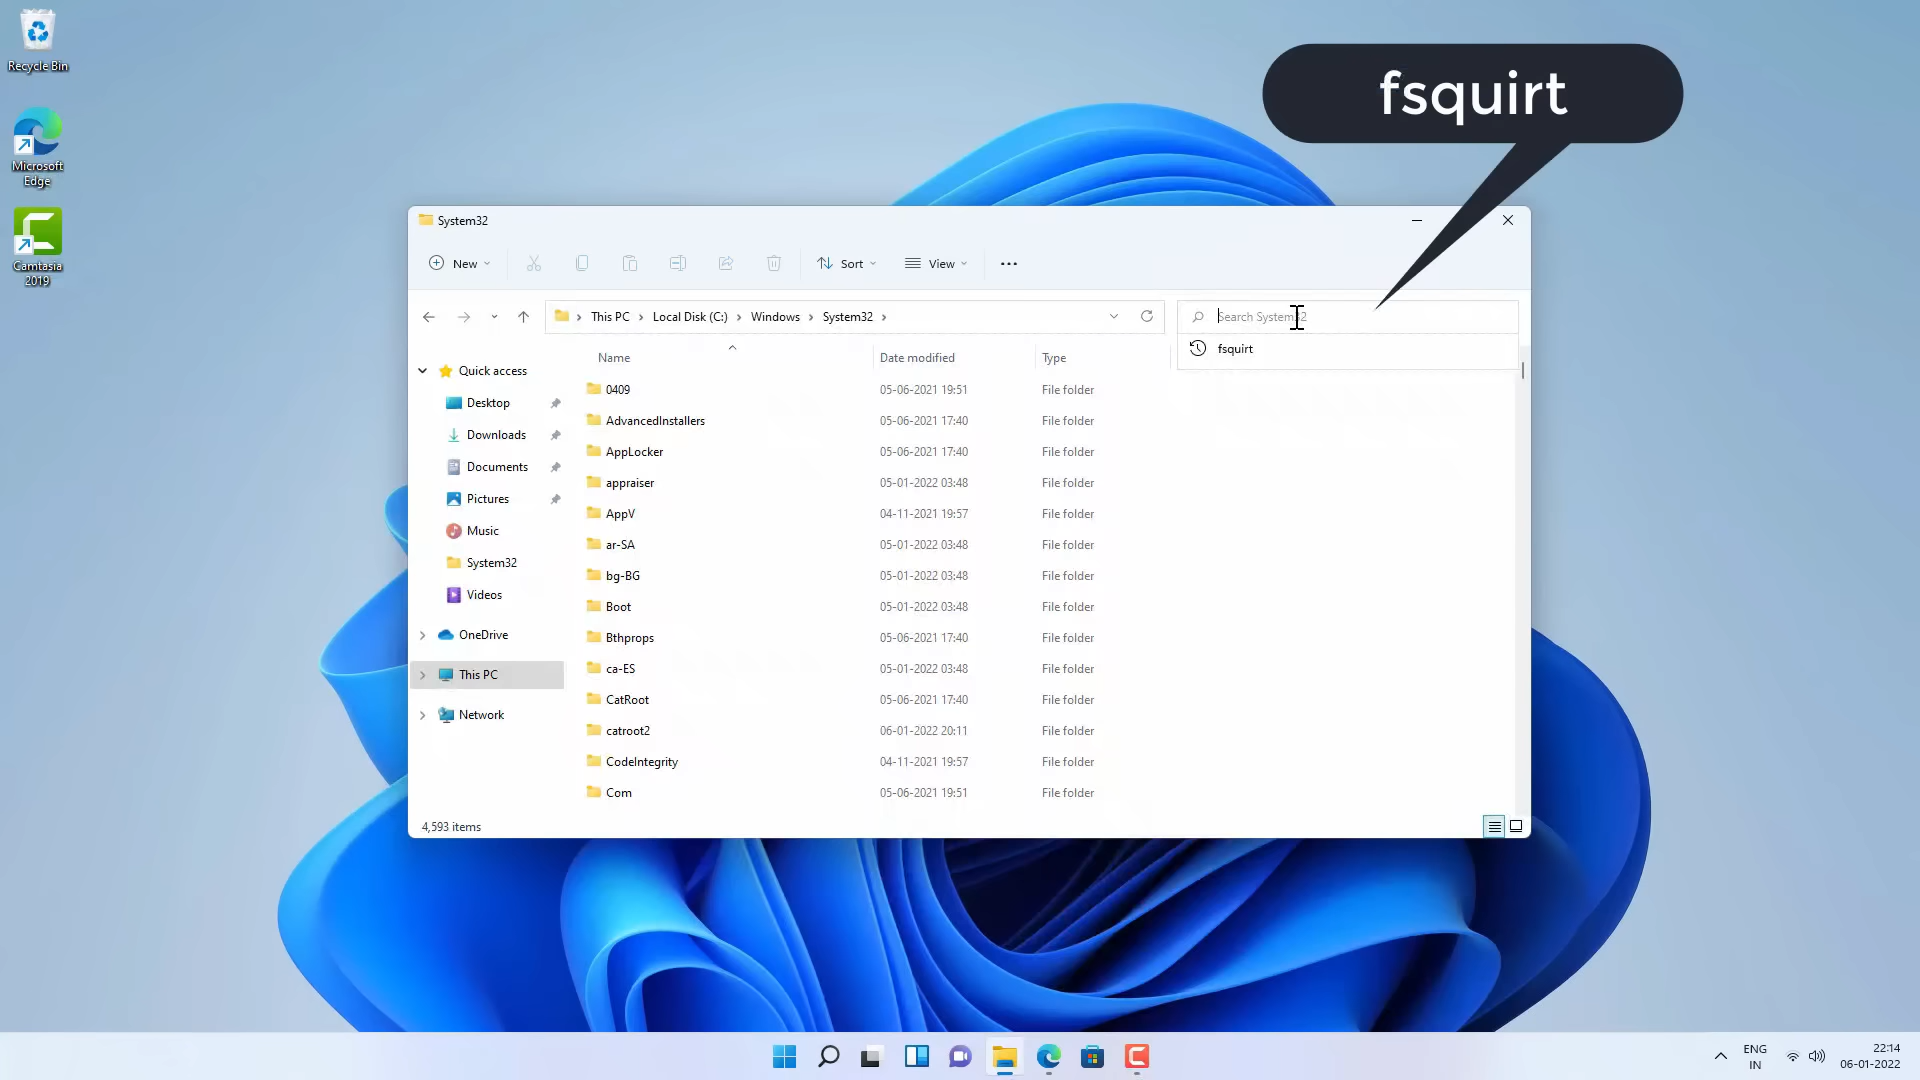 Recycle Bin
Microsoft
Edge
Camtasia
2019
fsquirt
System32
New
Sort
View
This PC
Local Disk (C:)
Windows
System32
Search System32
fsquirt
Name
Date modified
Type
Quick access
Desktop
Downloads
Documents
Pictures
Music
System32
Videos
OneDrive
This PC
Network
0409 05-06-2021 19:51 File folder
AdvancedInstallers 05-06-2021 17:40 File folder
AppLocker 05-06-2021 17:40 File folder
appraiser 05-01-2022 03:48 File folder
AppV 04-11-2021 19:57 File folder
ar-SA 05-01-2022 03:48 File folder
bg-BG 05-01-2022 03:48 File folder
Boot 05-01-2022 03:48 File folder
Bthprops 05-06-2021 17:40 File folder
ca-ES 05-01-2022 03:48 File folder
CatRoot 05-06-2021 17:40 File folder
catroot2 06-01-2022 20:11 File folder
CodeIntegrity 04-11-2021 19:57 File folder
Com 05-06-2021 19:51 File folder
4,593 items
ENG
IN
22:14
06-01-2022